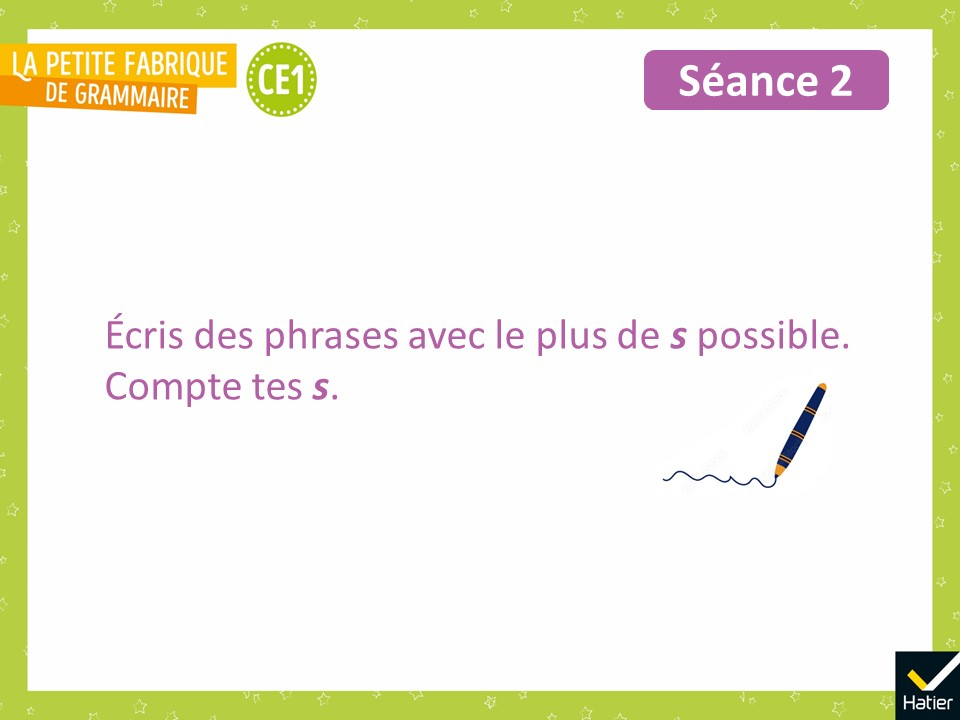 LA PETITE FABRIQUE
DE GRAMMAIRE
CE1
Séance 2
Écris des phrases avec le plus de s possible.
Compte tes s.
Hatier